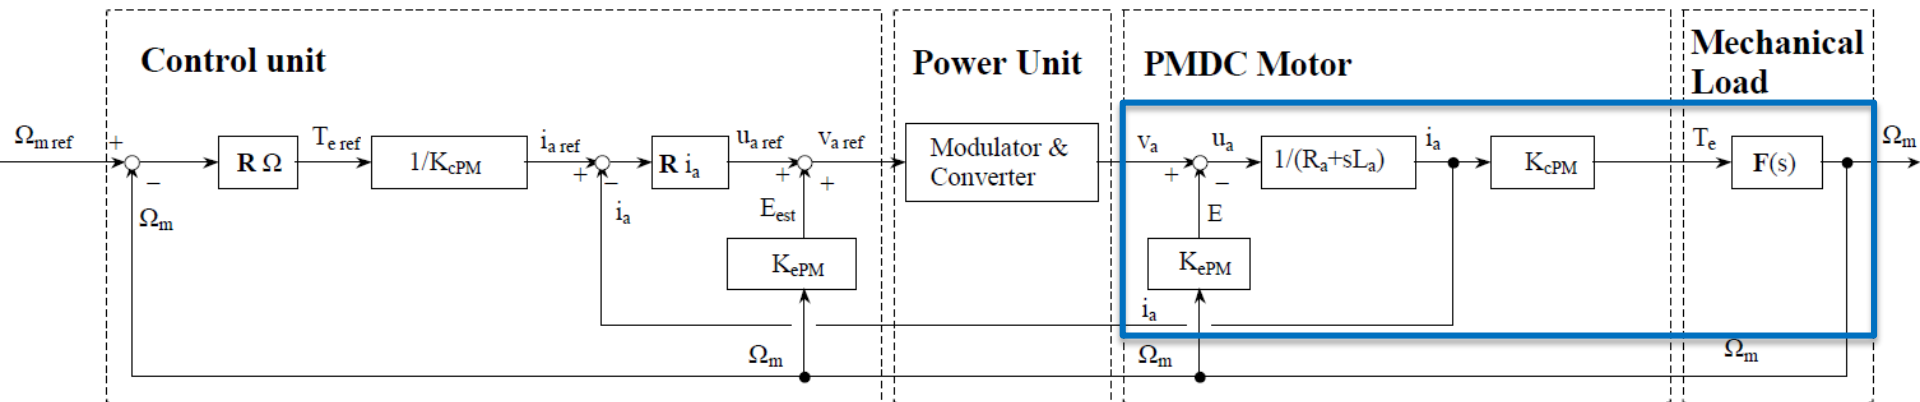 Control unit
Power Unit
PMDC Motor
Mechanical
Load
Ω m ref
+
−
Ωm
R Ω
Te ref
1/KcPM
ia ref
+
−
ia
R ia
ua ref
+
+
Eest
KePM
va ref
Modulator &
Converter
va
+
−
ua
E
KePM
1/(Ra+sLa)
ia
KcPM
Te
F(s)
Ωm
ia
Ωm
Ωm
Ωm